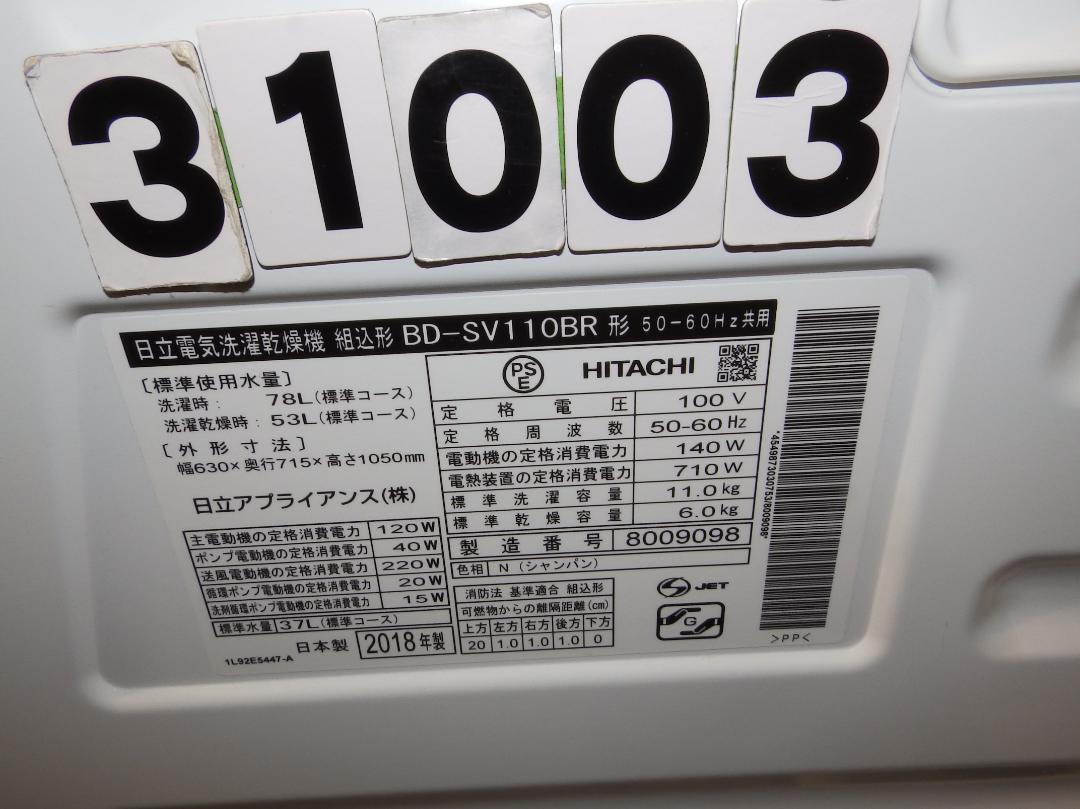 31003
日立電気洗濯乾燥機 組込形 BD-SV110BR 形 50-60Hz共用
[標準使用水量]
洗濯時: 78L(標準コース)
洗濯乾燥時: 53L(標準コース)
[外形寸法]
幅630×奥行715×高さ1050mm
日立アプライアンス(株)
主電動機の定格消費電力 120W
ポンプ電動機の定格消費電力 40W
送風電動機の定格消費電力 220W
循環ポンプ電動機の定格消費電力 20W
洗剤循環ポンプ電動機の定格消費電力 15W
標準水量 37L(標準コース)
日本製 2018年製
1L92E5447-A
PS E HITACHI
定格電圧 100V
定格周波数 50-60Hz
電動機の定格消費電力 140W
電熱装置の定格消費電力 710W
標準洗濯容量 11.0kg
標準乾燥容量 6.0kg
製造番号 8009098
色相 N(シャンパン)
消防法 基準適合 組込形
可燃物からの離隔距離(cm)
上方 左方 右方 後方 下方
20 1.0 1.0 1.0 0
S JET
G
*4549873030753/8009098*
>PP<